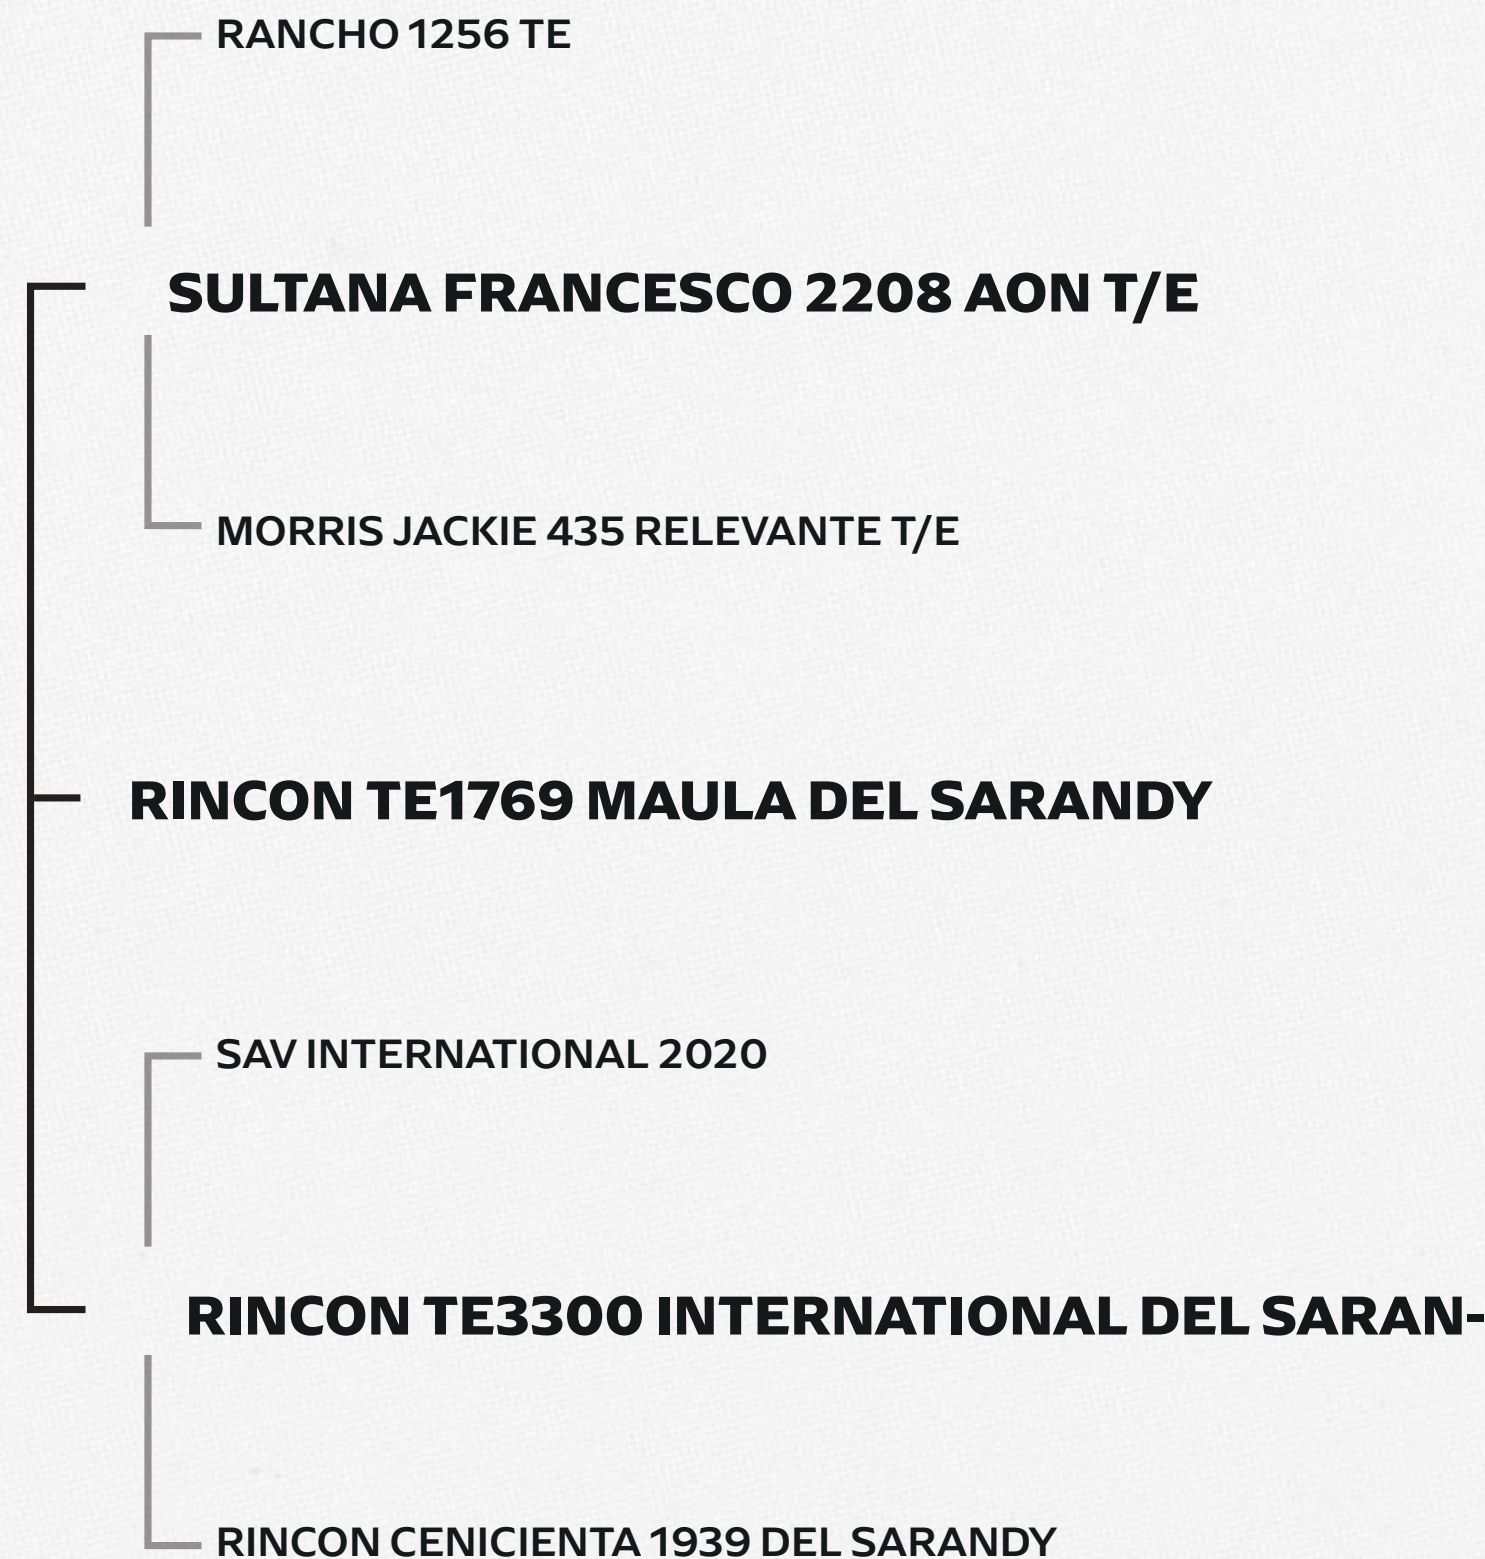 RANCHO 1256 TE
SULTANA FRANCESCO 2208 AON T/E
MORRIS JACKIE 435 RELEVANTE T/E
RINCON TE1769 MAULA DEL SARANDY
SAV INTERNATIONAL 2020
RINCON TE3300 INTERNATIONAL DEL SARAN-
RINCON CENICIENTA 1939 DEL SARANDY